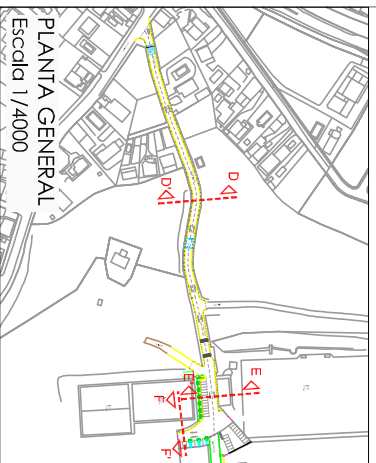 PLANTA GENERAL
Escala 1/4000
D
D'
E
E
F
F'